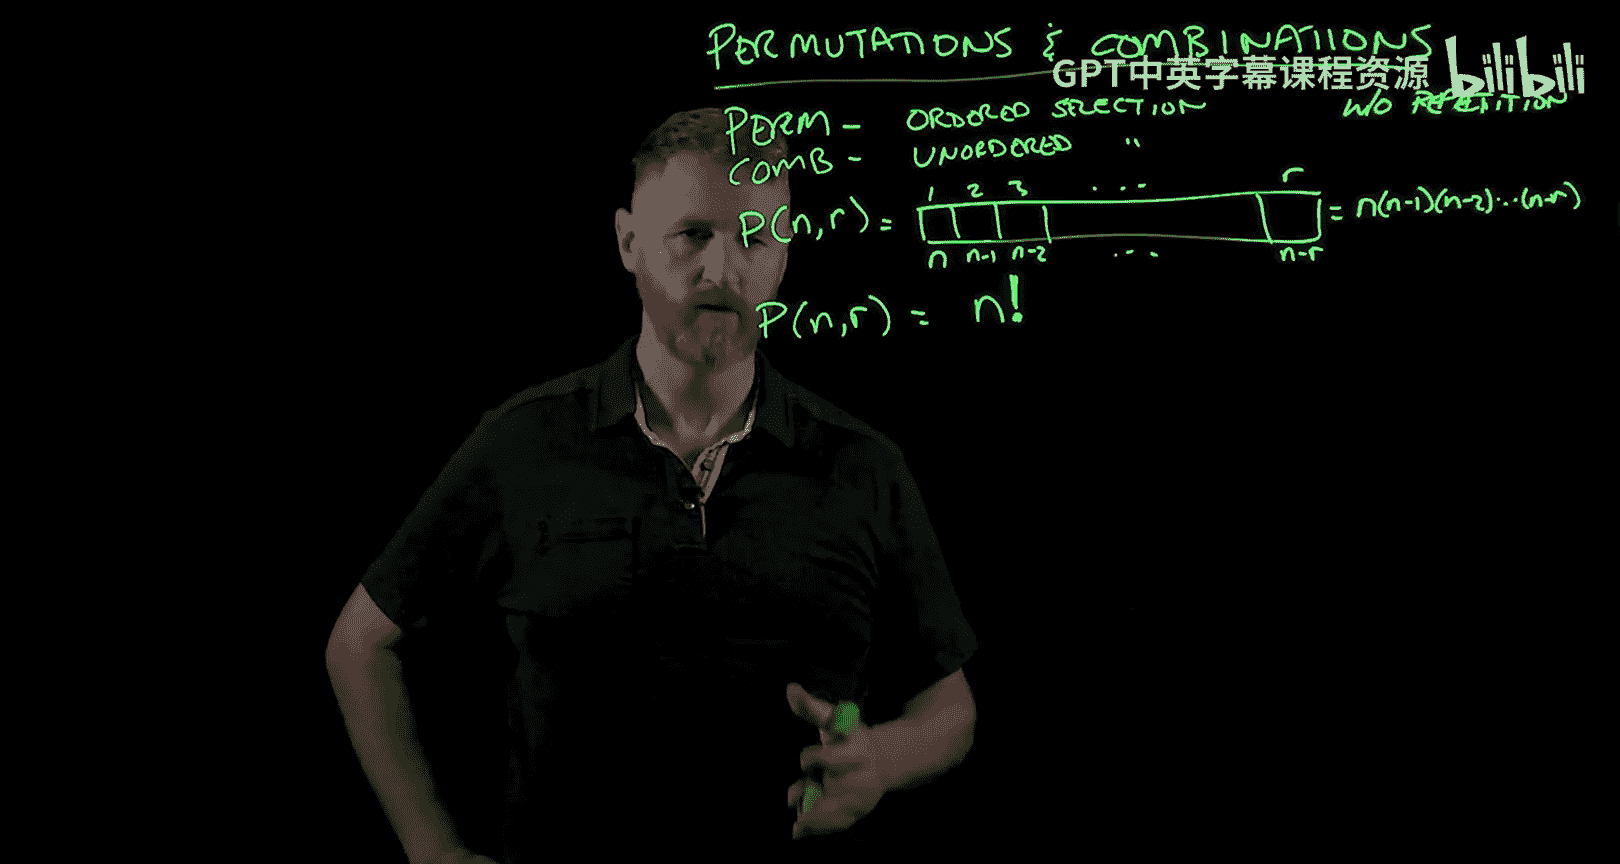 PERMUTATIONS & COMBINATIONS
GPT中英字幕课程资源 bilibili
PERM - ORDERED SELECTION W/O REPETITION
COMB - UNORDERED "
1 2 3 ... r
P(n,r) = = n(n-1)(n-2)...(n-r)
n n-1 n-2 ... n-r
P(n,r) = n!